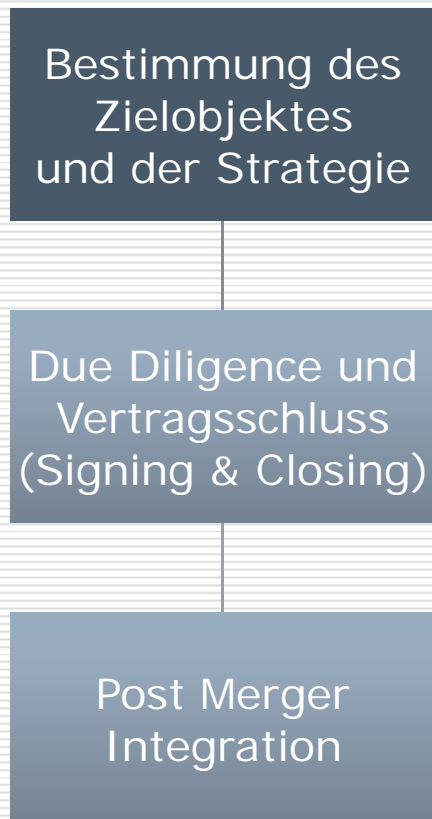 Bestimmung des
Zielobjektes
und der Strategie
Due Diligence und
Vertragsschluss
(Signing & Closing)
Post Merger
Integration